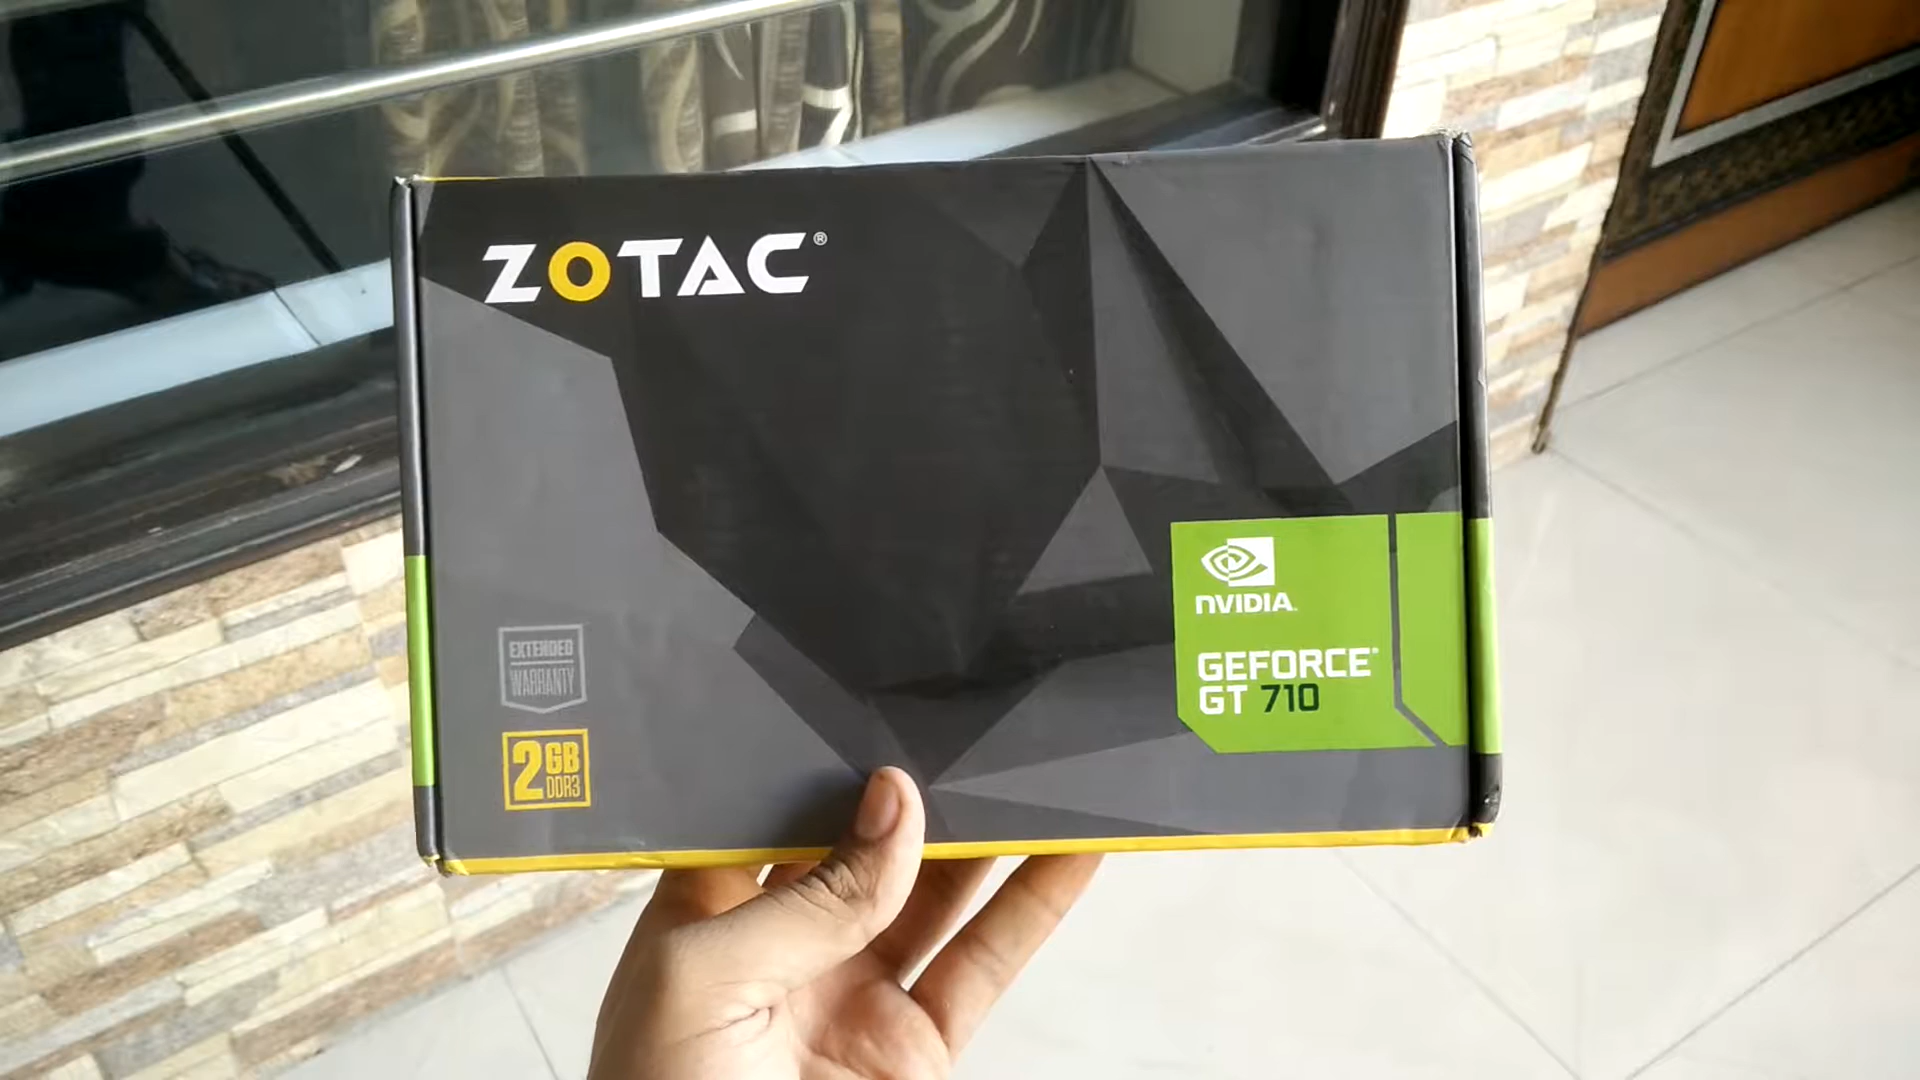 ZOTAC®
NVIDIA.
GEFORCE®
GT 710
EXTENDED
WARRANTY
2GB
DDR3